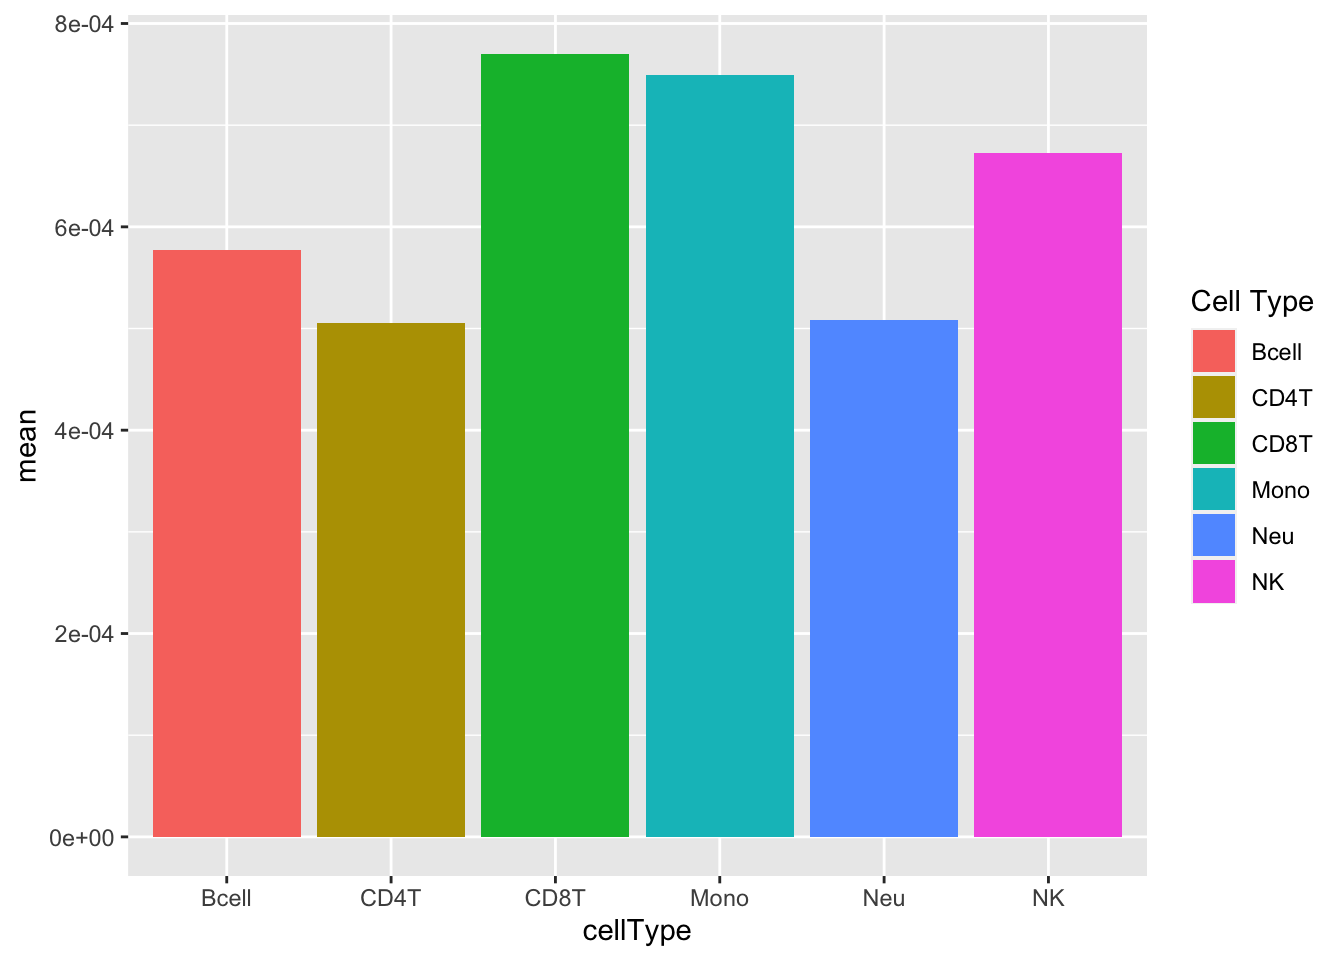 8e-04
6e-04
4e-04
2e-04
0e+00
mean
Bcell CD4T CD8T Mono Neu NK
cellType
Cell Type
Bcell
CD4T
CD8T
Mono
Neu
NK